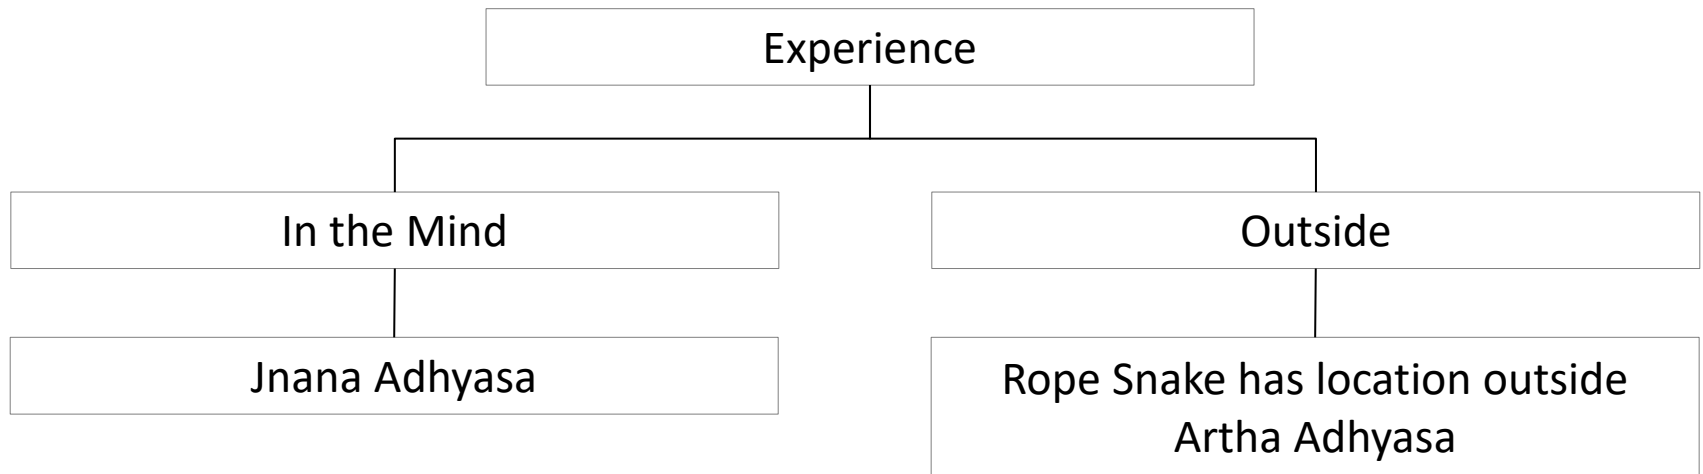 Experience
In the Mind
Outside
Jnana Adhyasa
Rope Snake has location outside
Artha Adhyasa